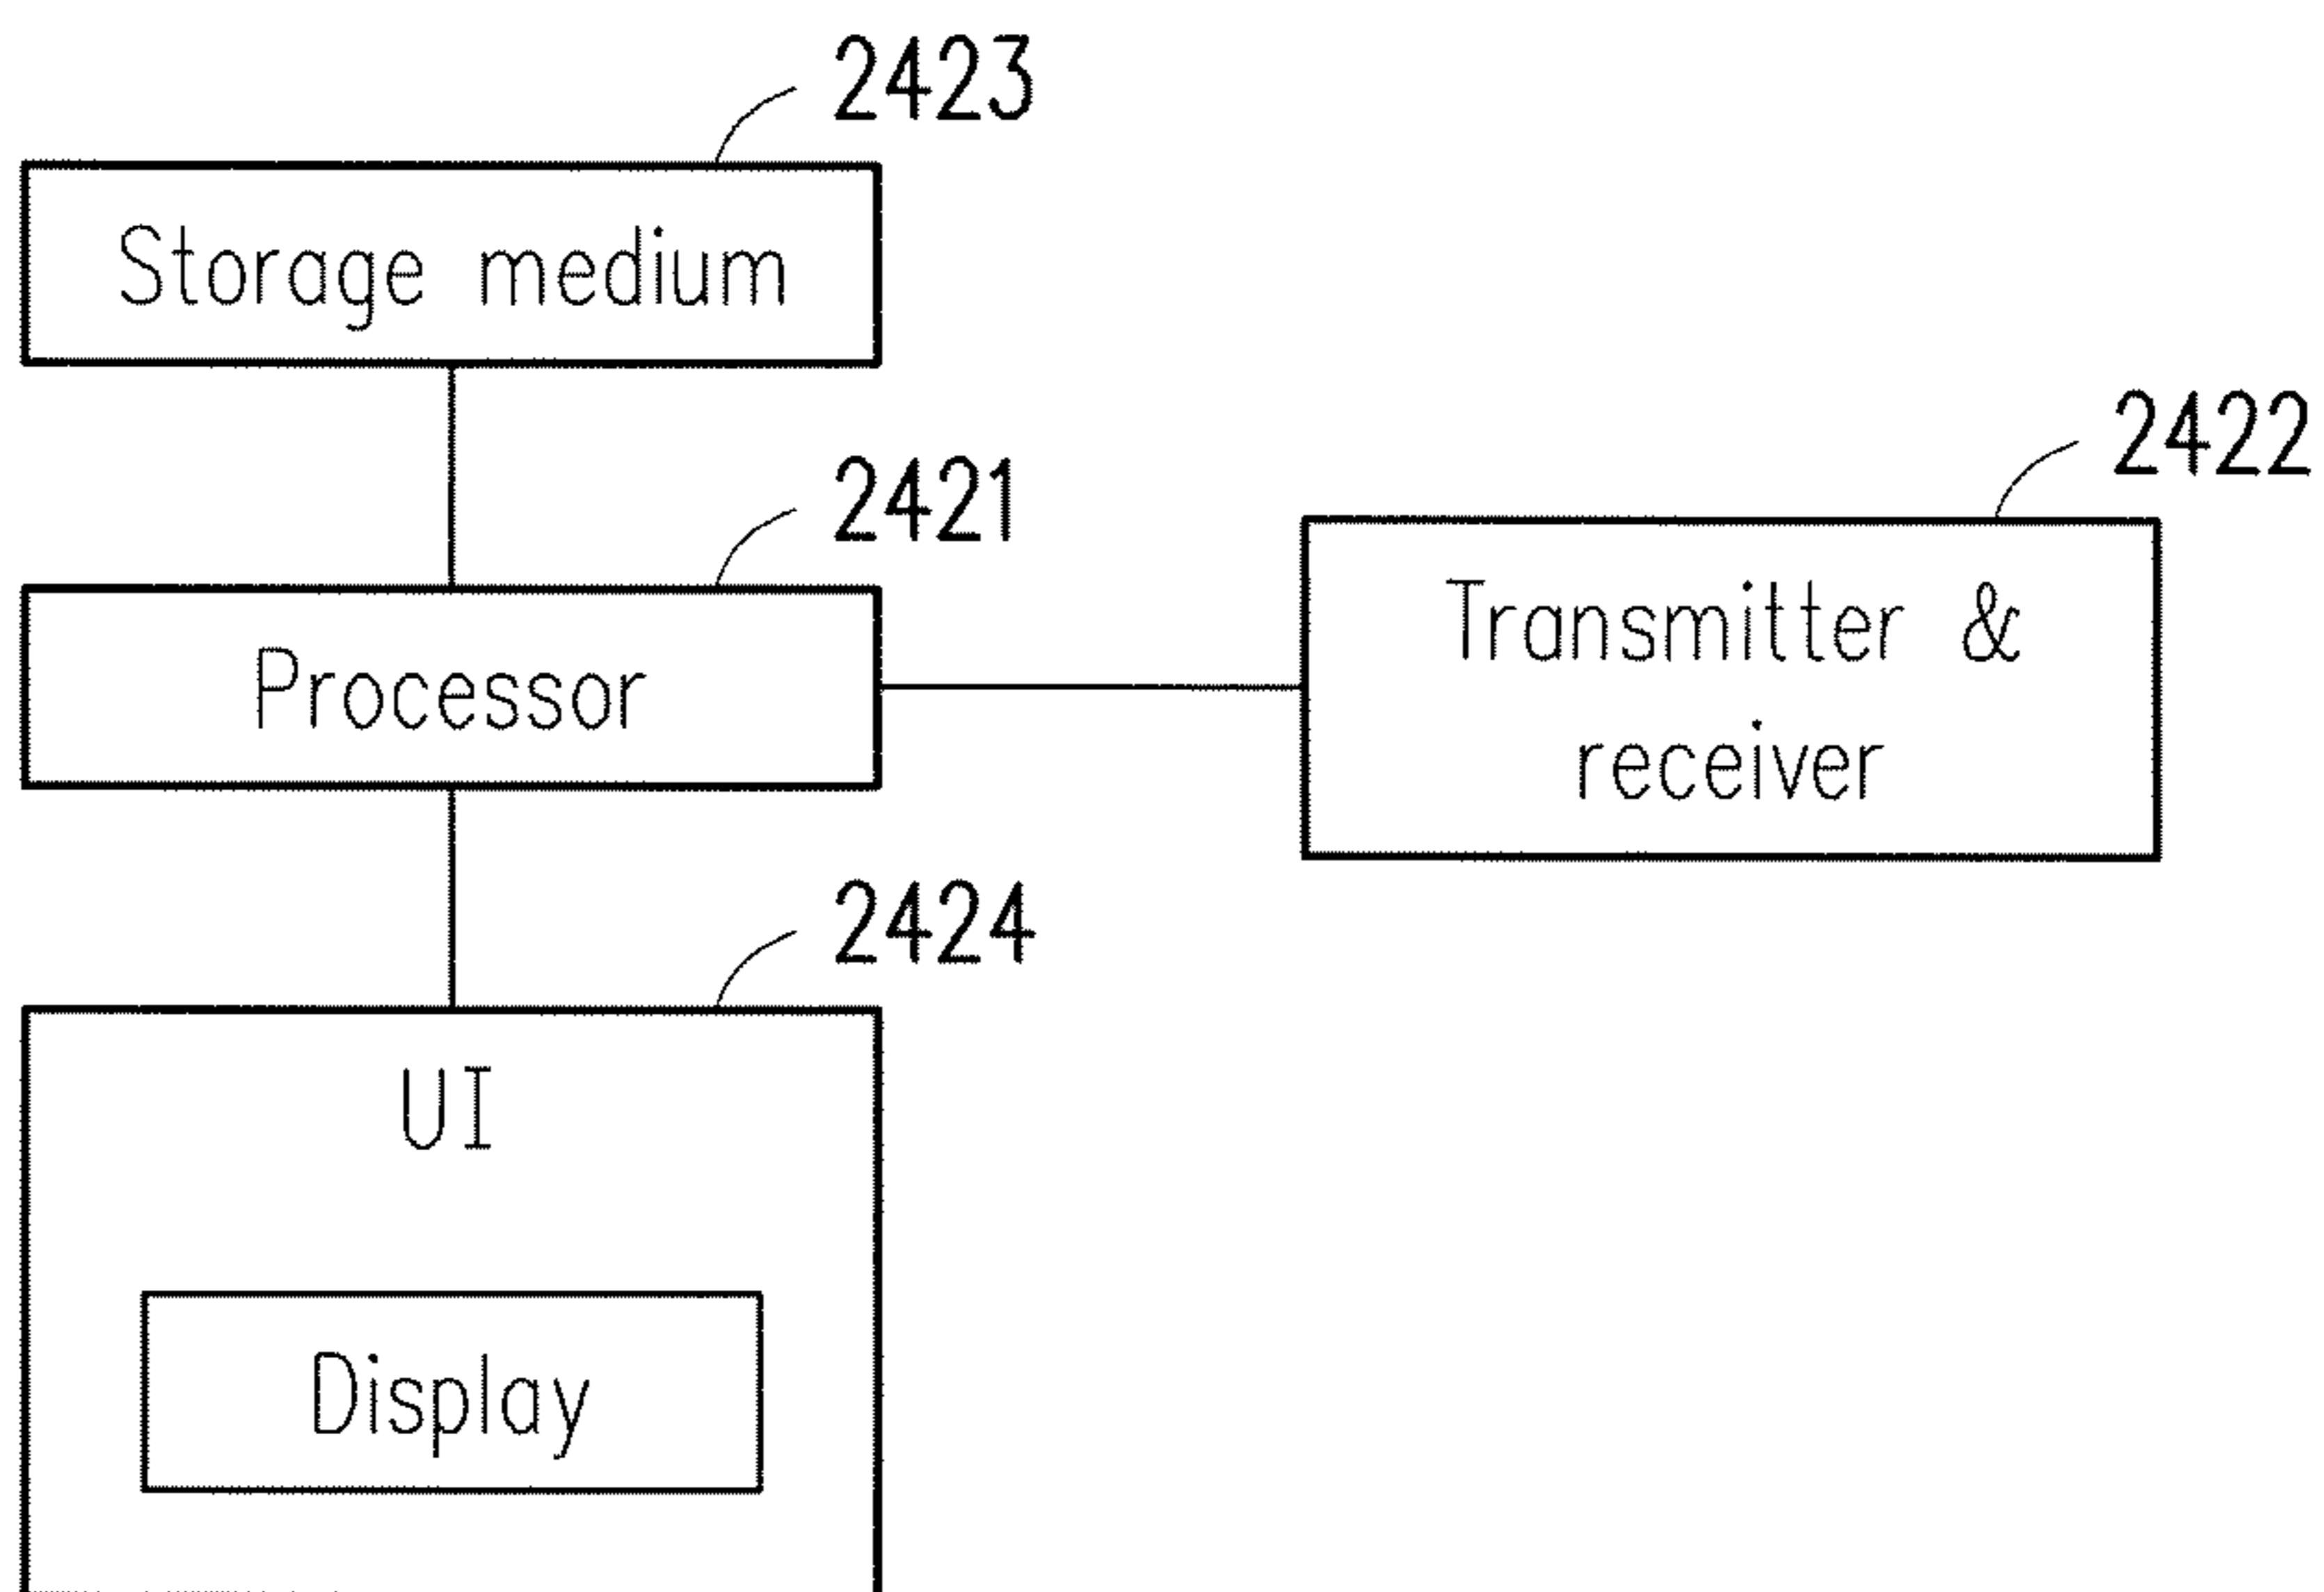 2423
Storage medium
2421
Processor
2422
Transmitter &
receiver
2424
UI
Display